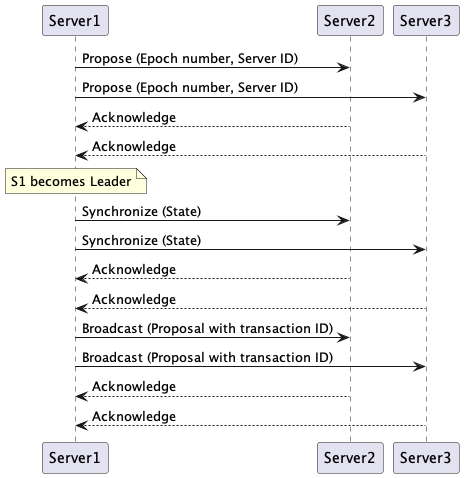 Server1 Server2 Server3
Propose (Epoch number, Server ID)
Propose (Epoch number, Server ID)
Acknowledge
Acknowledge
S1 becomes Leader
Synchronize (State)
Synchronize (State)
Acknowledge
Acknowledge
Broadcast (Proposal with transaction ID)
Broadcast (Proposal with transaction ID)
Acknowledge
Acknowledge
Server1 Server2 Server3